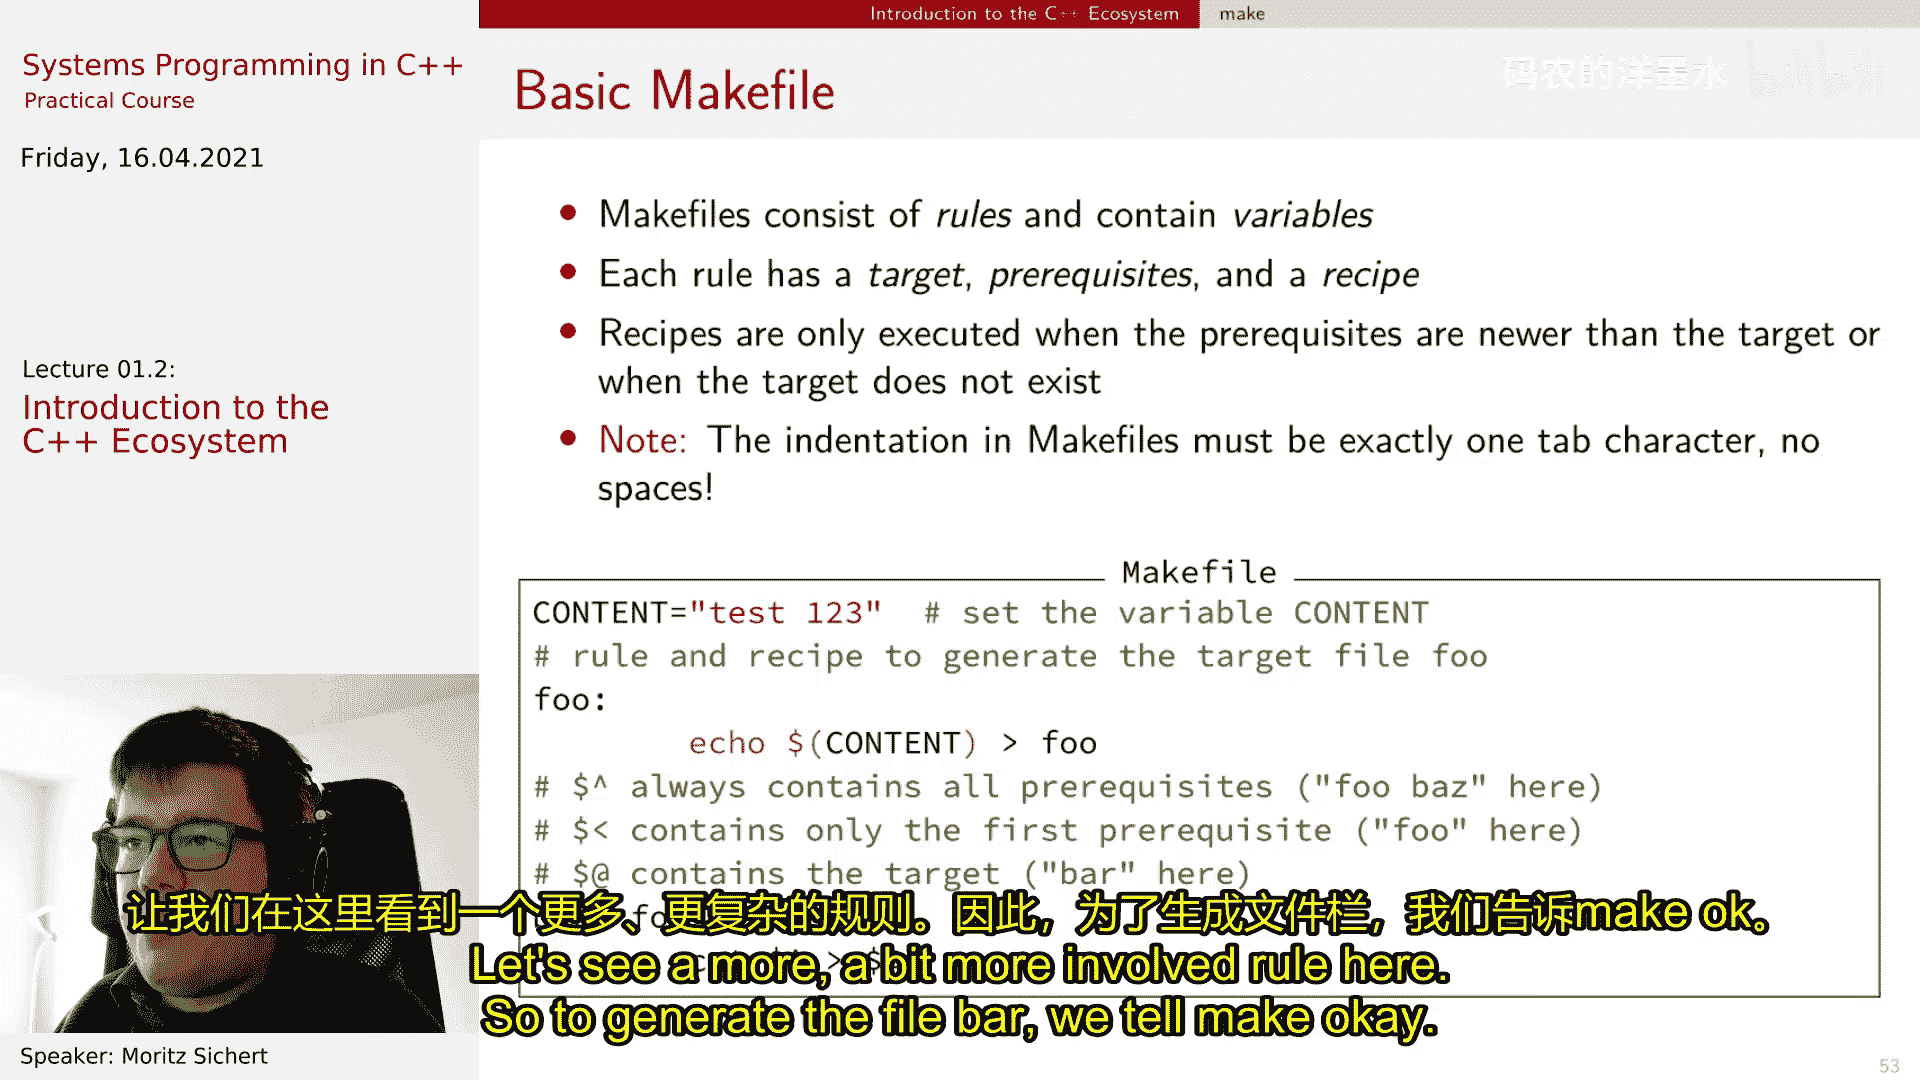 Introduction to the C++ Ecosystem make
Systems Programming in C++
Practical Course
Friday, 16.04.2021
Lecture 01.2:
Introduction to the
C++ Ecosystem
Speaker: Moritz Sichert
码农的洋墨水 bilibili
Basic Makefile
Makefiles consist of rules and contain variables
Each rule has a target, prerequisites, and a recipe
Recipes are only executed when the prerequisites are newer than the target or
when the target does not exist
Note: The indentation in Makefiles must be exactly one tab character, no
spaces!
Makefile
CONTENT="test 123" # set the variable CONTENT
# rule and recipe to generate the target file foo
foo:
echo $(CONTENT) > foo
# $^ always contains all prerequisites ("foo baz" here)
# $< contains only the first prerequisite ("foo" here)
# $@ contains the target ("bar" here)
让我们在这里看到一个更多、更复杂的规则。因此，为了生成文件栏，我们告诉make ok。
Let's see a more, a bit more involved rule here.
So to generate the file bar, we tell make okay.
53